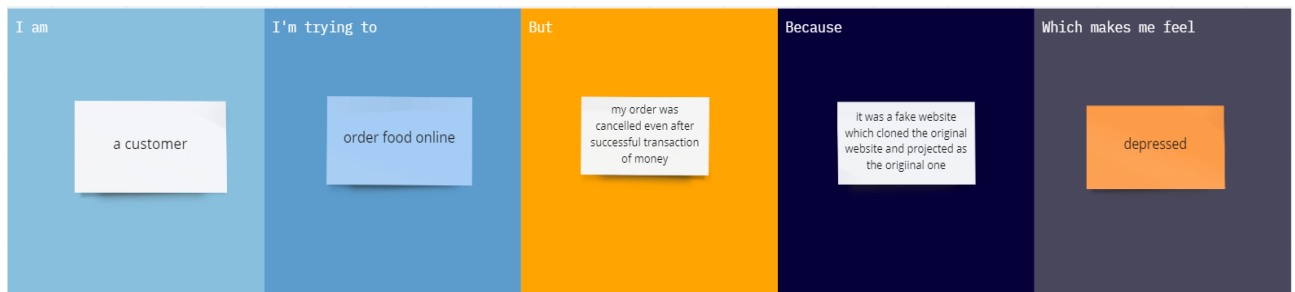 I am
a customer
I'm trying to
order food online
But
my order was
cancelled even after
successful transaction
of money
Because
it was a fake website
which cloned the original
website and projected as
the origiinal one
Which makes me feel
depressed